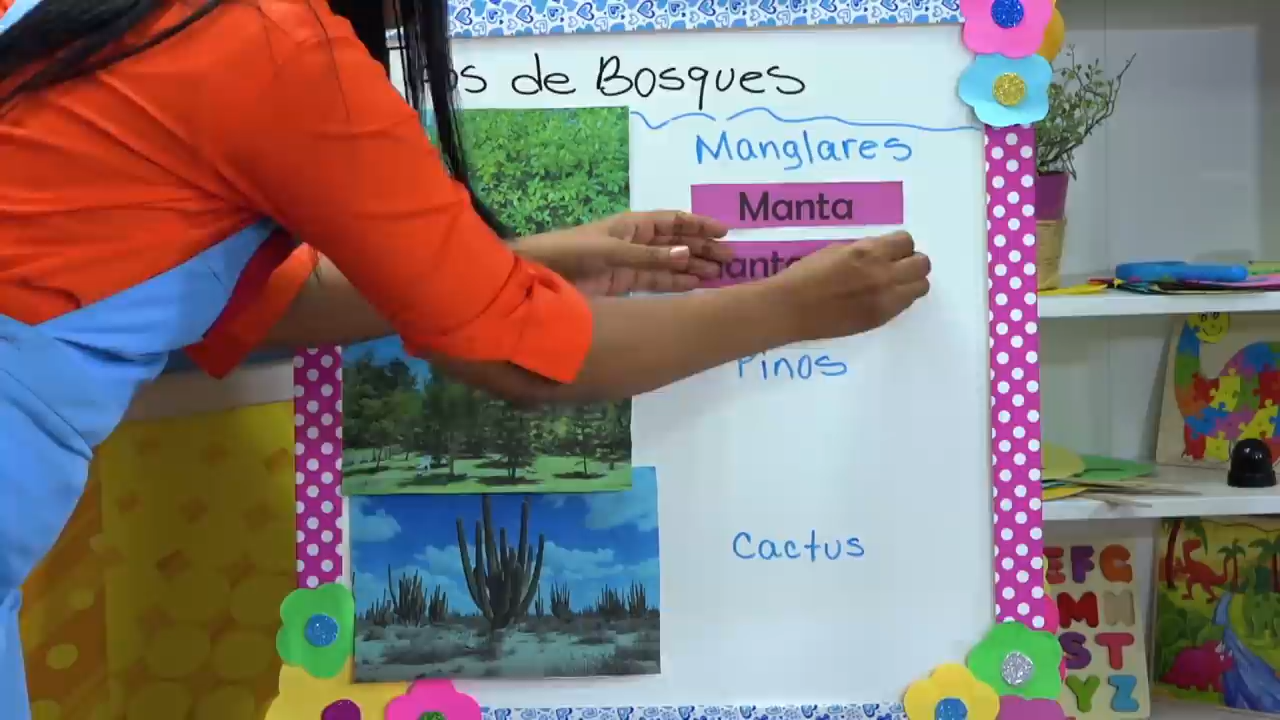 de Bosques
Manglares
Manta
Pinos
Cactus
E F G
M N
S T
Y Z